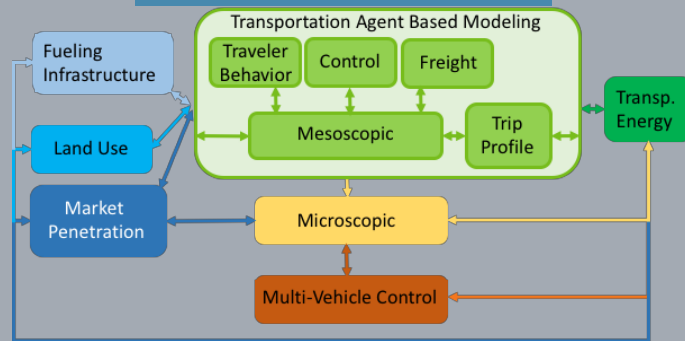 Transportation Agent Based Modeling
Fueling
Infrastructure
Traveler
Behavior
Control
Freight
Transp.
Energy
Land Use
Mesoscopic
Trip
Profile
Market
Penetration
Microscopic
Multi-Vehicle Control